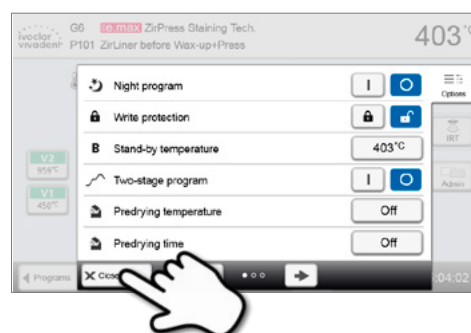 ivoclar vivadent
G6 e.max ZirPress Staining Tech.
P101 ZirLiner before Wax-up+Press
403°C
Night program I O
Write protection
B Stand-by temperature 403°C
Two-stage program I O
Predrying temperature Off
Predrying time Off
V2
959°C
V1
450°C
Options
IRT
Admin
Programs
:04:02